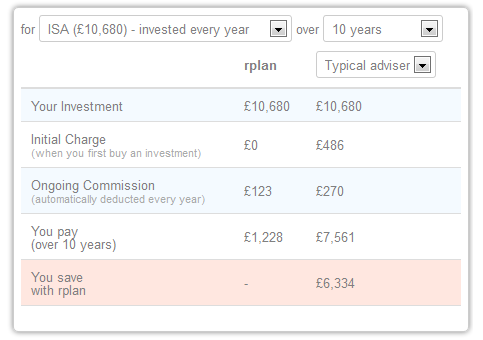 for ISA (£10,680) - invested every year over 10 years
rplan Typical adviser
Your Investment £10,680 £10,680
Initial Charge
(when you first buy an investment) £0 £486
Ongoing Commission
(automatically deducted every year) £123 £270
You pay
(over 10 years) £1,228 £7,561
You save
with rplan - £6,334